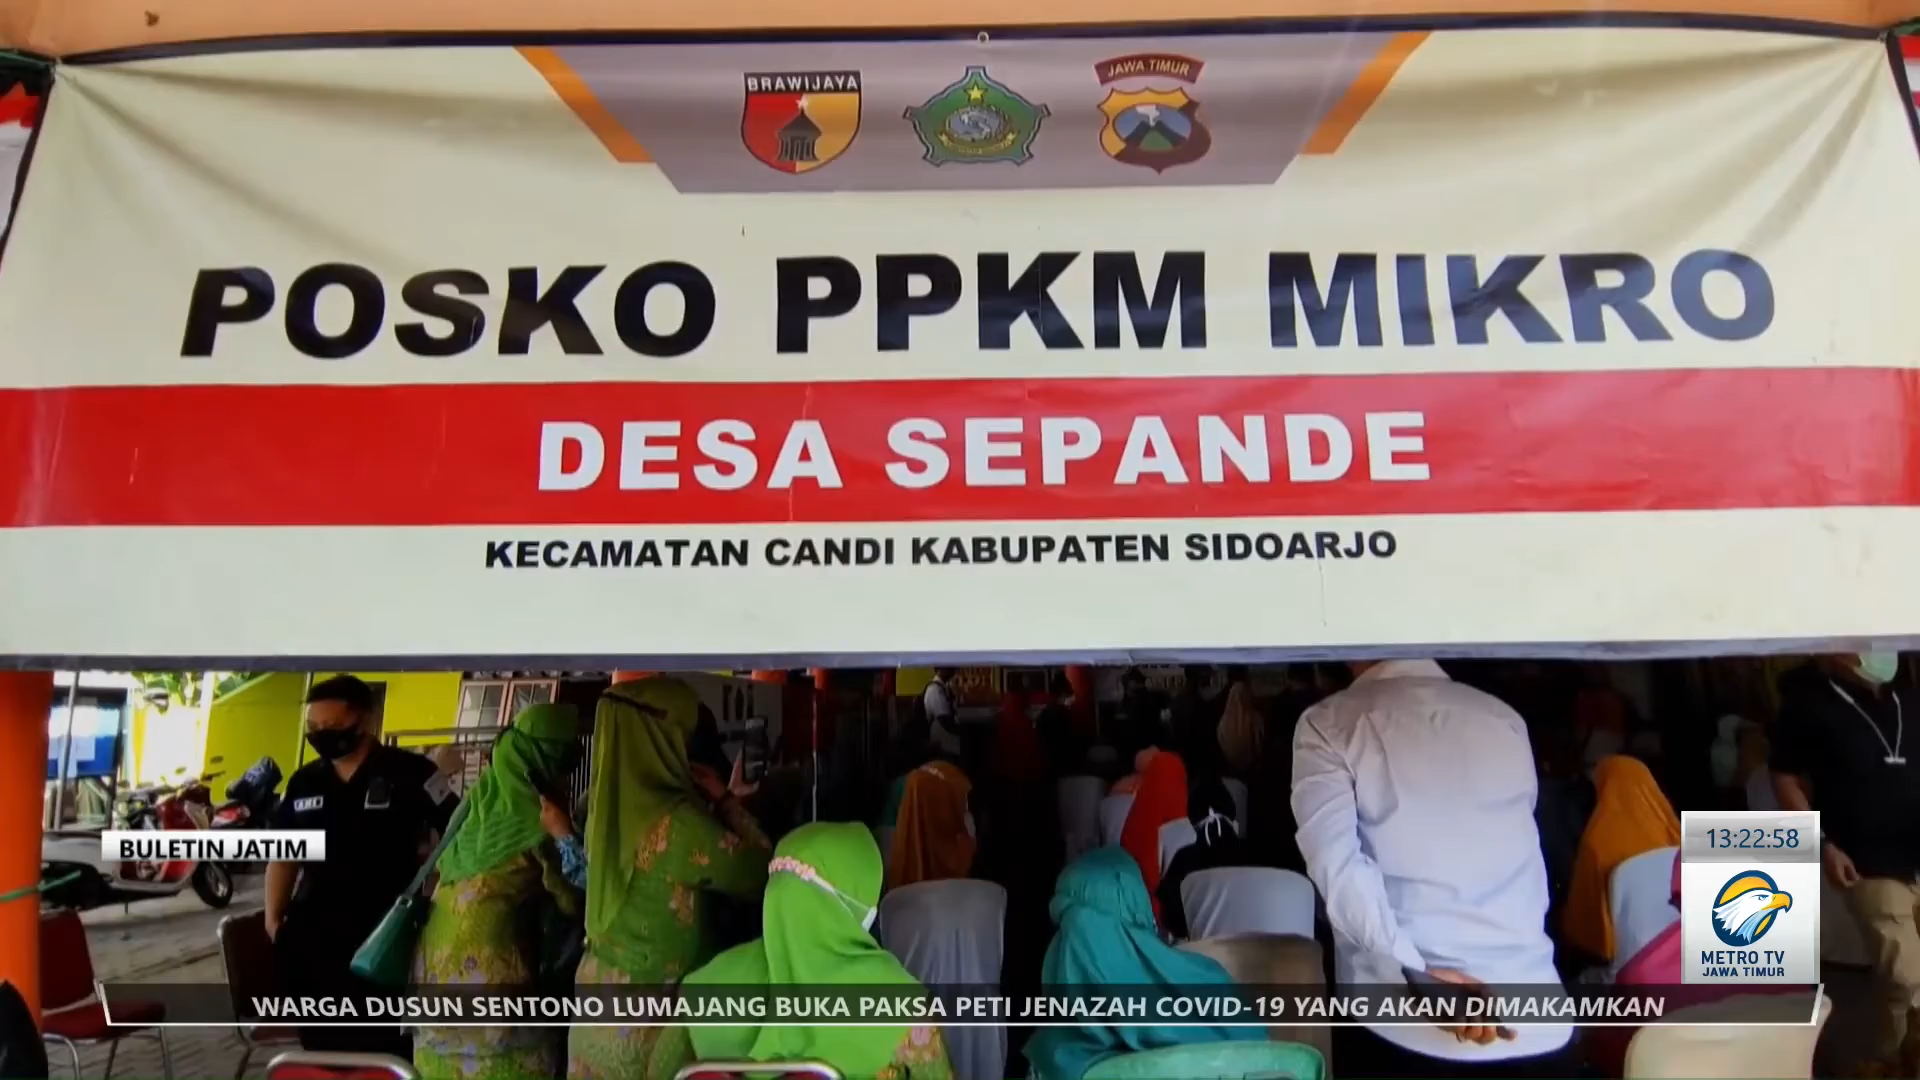 BRAWIJAYA
JAWA TIMUR
POSKO PPKM MIKRO
DESA SEPANDE
KECAMATAN CANDI KABUPATEN SIDOARJO
BULETIN JATIM
13:22:58
METRO TV
JAWA TIMUR
WARGA DUSUN SENTONO LUMAJANG BUKA PAKSA PETI JENAZAH COVID-19 YANG AKAN DIMAKAMKAN